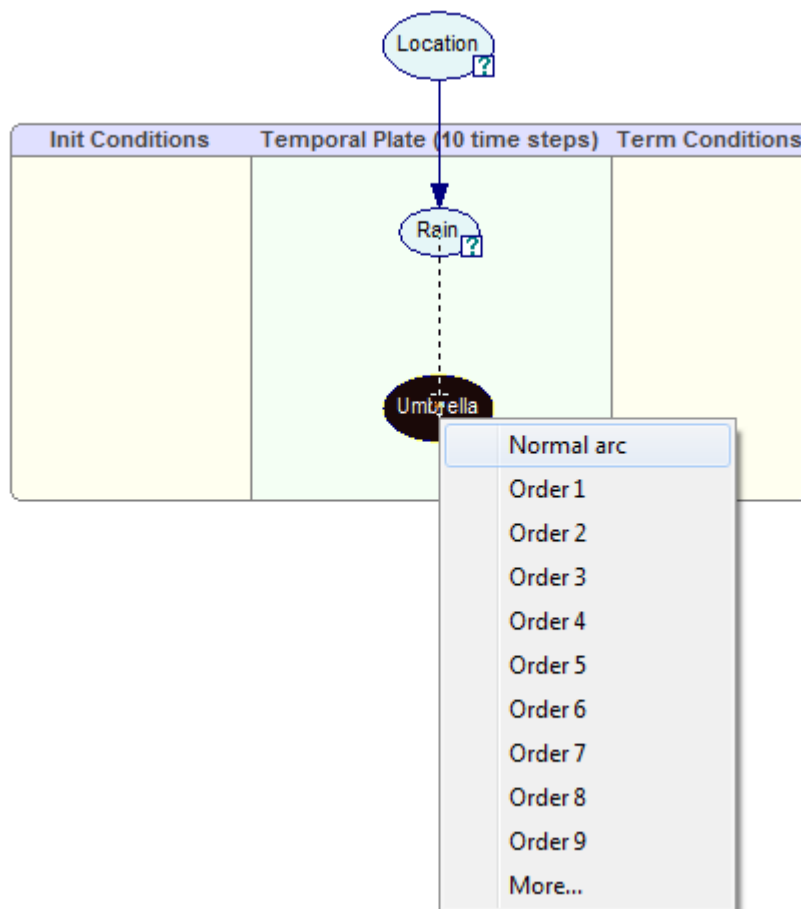 Location
?
Init Conditions Temporal Plate (10 time steps) Term Conditions
Rain
?
Umbrella
Normal arc
Order 1
Order 2
Order 3
Order 4
Order 5
Order 6
Order 7
Order 8
Order 9
More...